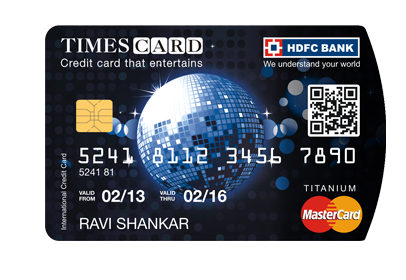 TIMES CARD
Credit card that entertains
HDFC BANK
We understand your world
International Credit Card
5241 8112 3456 7890
5241 81
VALID FROM 02/13 VALID THRU 02/16
TITANIUM
RAVI SHANKAR
MasterCard